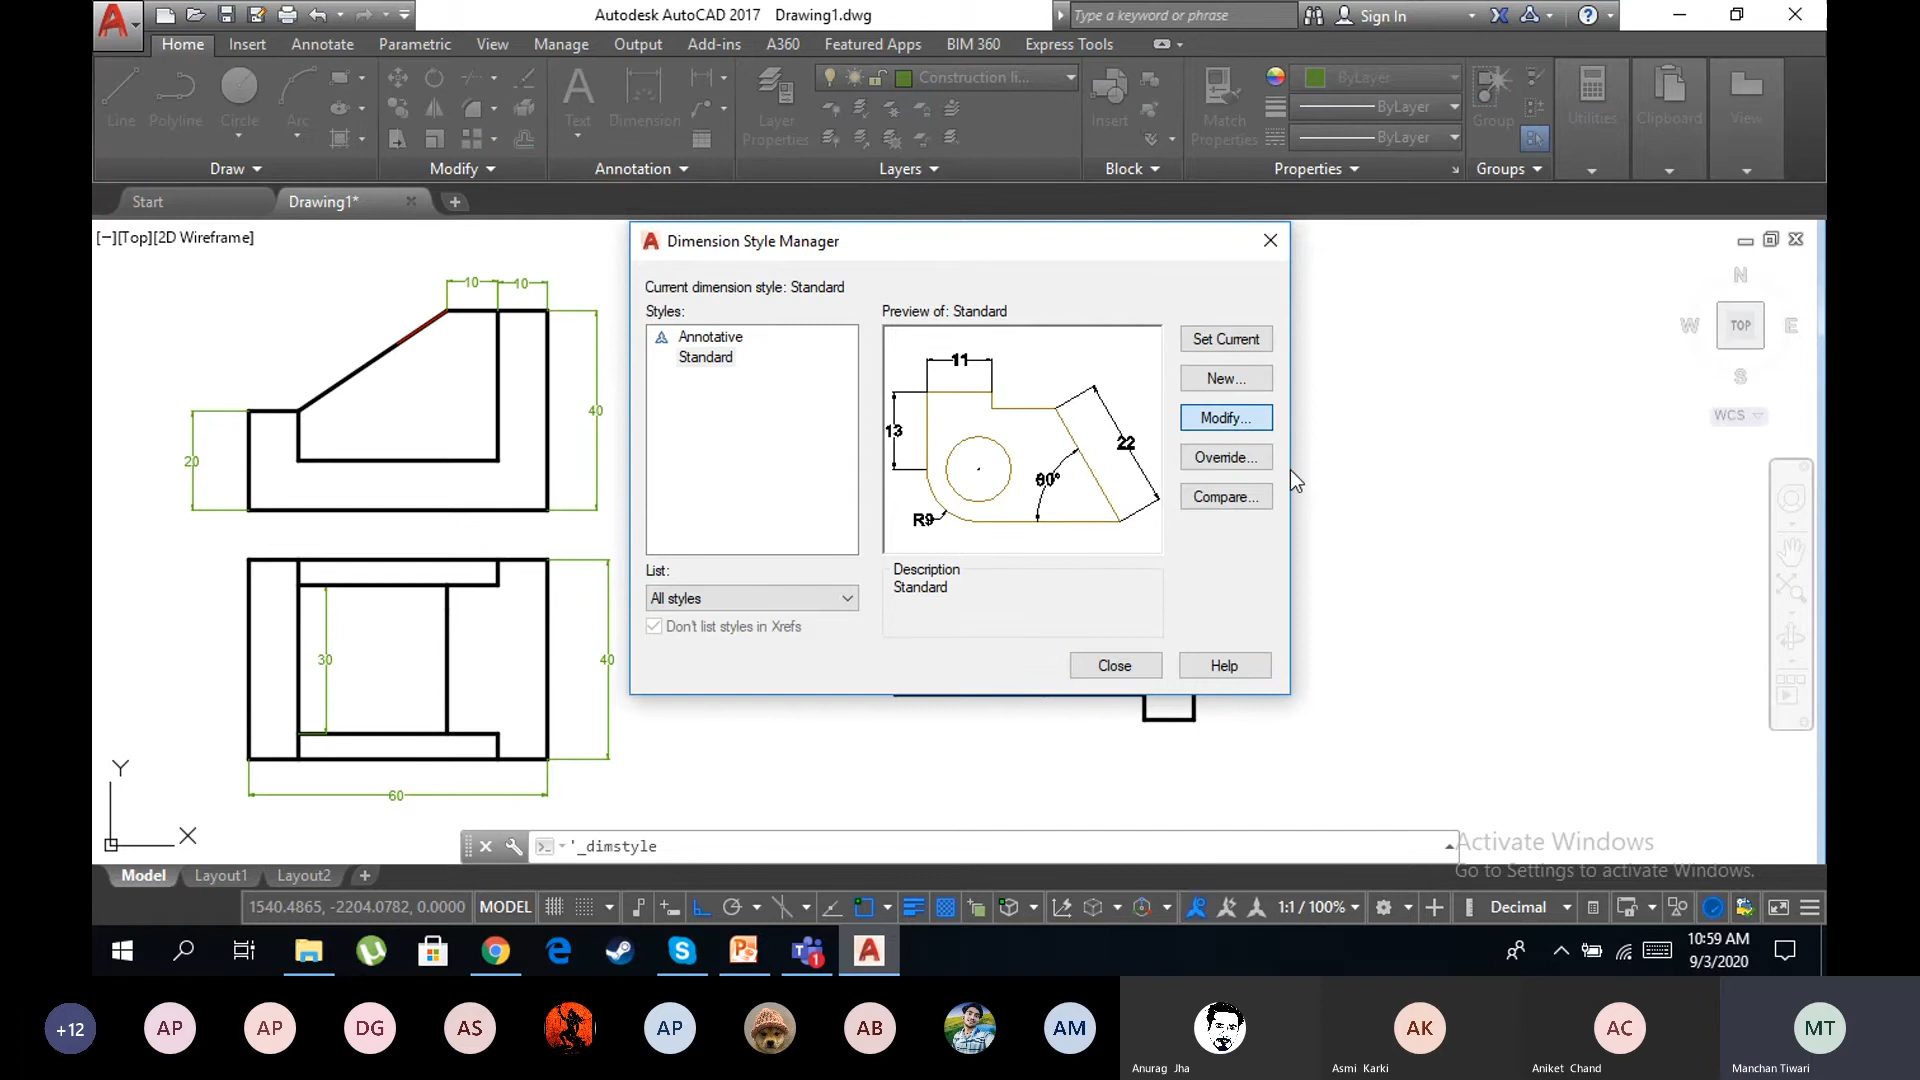 Autodesk AutoCAD 2017 Drawing1.dwg
Type a keyword or phrase
Sign In
Home Insert Annotate Parametric View Manage Output Add-ins A360 Featured Apps BIM 360 Express Tools
Construction li...
ByLayer
ByLayer
ByLayer
Line Polyline Circle Arc
Text Dimension
Layer
Properties
Insert
Match
Properties
Group
Utilities
Clipboard
View
Draw Modify Annotation Layers Block Properties Groups
Start Drawing1*
[−][Top][2D Wireframe]
Dimension Style Manager
Current dimension style: Standard
Styles:
Annotative
Standard
Preview of: Standard
11
13
22
R9
Set Current
New...
Modify...
Override...
Compare...
List:
All styles
Don't list styles in Xrefs
Description
Standard
Close
Help
10 10
40
20
30
40
60
Y
X
N
W TOP E
S
WCS
'_dimstyle
Activate Windows
Go to Settings to activate Windows.
Model Layout1 Layout2
1540.4865, -2204.0782, 0.0000 MODEL 1:1 / 100% Decimal
1
10:59 AM
9/3/2020
+12 AP AP DG AS AP AB AM AK AC MT
Anurag Jha
Asmi Karki
Aniket Chand
Manchan Tiwari